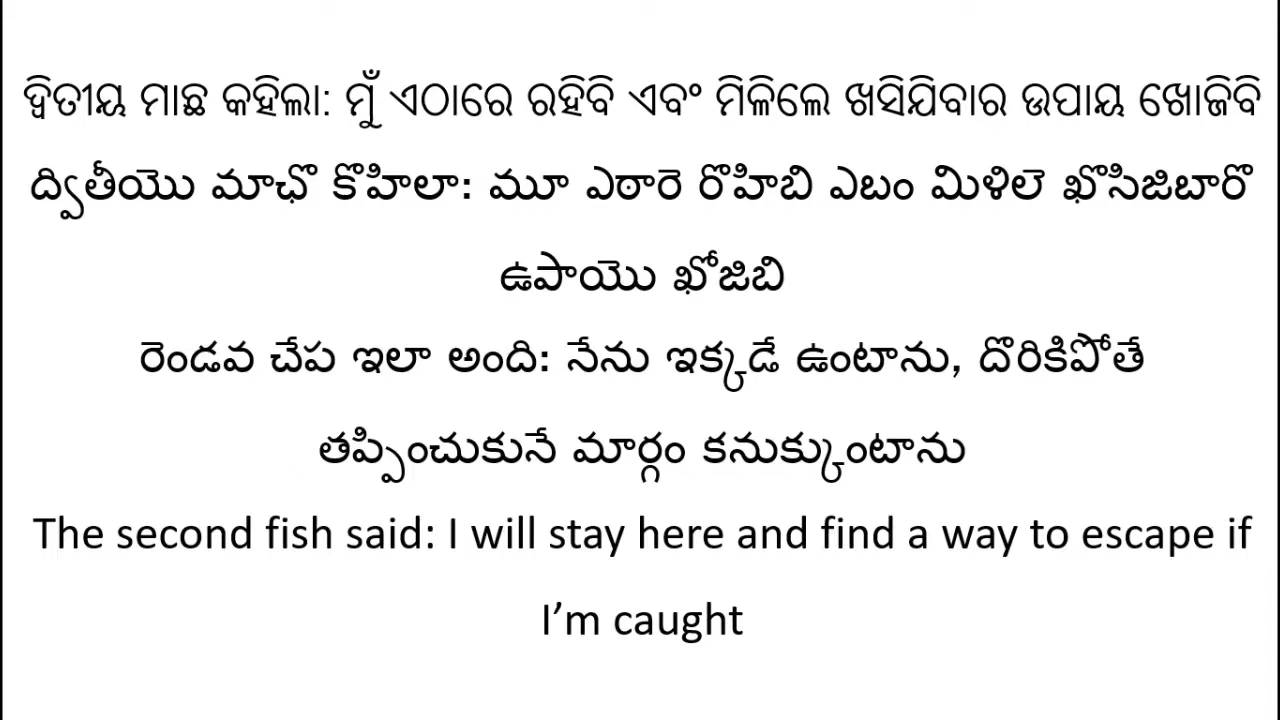 ଦ୍ୱିତୀୟ ମାଛ କହିଲା: ମୁଁ ଏଠାରେ ରହିବି ଏବଂ ମିଳିଲେ ଖସିଯିବାର ଉପାୟ ଖୋଜିବି
ద్వితీయొ మాఛొ కొహిలా: మూ ఎఠారె రొహిబి ఎబం మిళిలె ఖొసిజిబారొ
ఉపాయొ ఖోజిబి
రెండవ చేప ఇలా అంది: నేను ఇక్కడే ఉంటాను, దొరికిపోతే
తప్పించుకునే మార్గం కనుక్కుంటాను
The second fish said: I will stay here and find a way to escape if
I’m caught